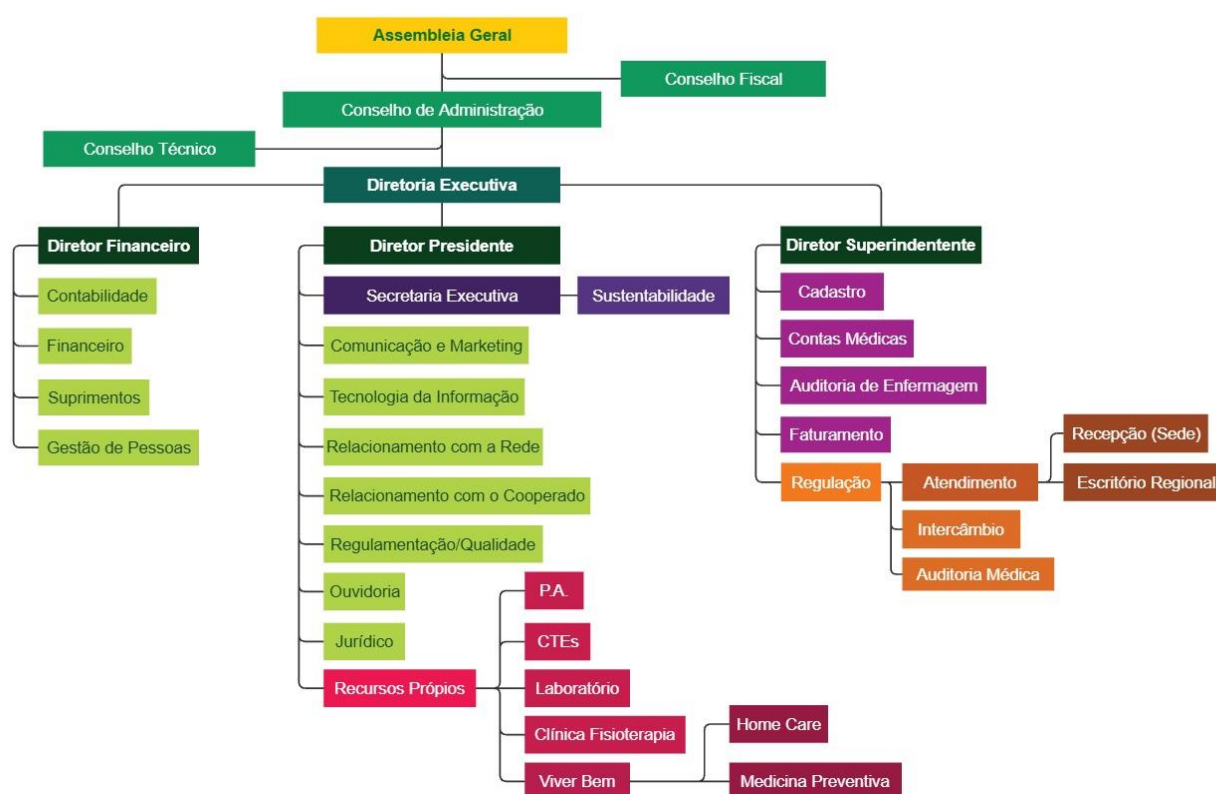 Assembleia Geral
Conselho Fiscal
Conselho de Administração
Conselho Técnico
Diretoria Executiva
Diretor Financeiro
Contabilidade
Financeiro
Suprimentos
Gestão de Pessoas
Diretor Presidente
Secretaria Executiva
Sustentabilidade
Comunicação e Marketing
Tecnologia da Informação
Relacionamento com a Rede
Relacionamento com o Cooperado
Regulamentação/Qualidade
Ouvidoria
Jurídico
Recursos Própios
P.A.
CTEs
Laboratório
Clínica Fisioterapia
Viver Bem
Home Care
Medicina Preventiva
Diretor Superindentente
Cadastro
Contas Médicas
Auditoria de Enfermagem
Faturamento
Regulação
Atendimento
Recepção (Sede)
Escritório Regional
Intercâmbio
Auditoria Médica